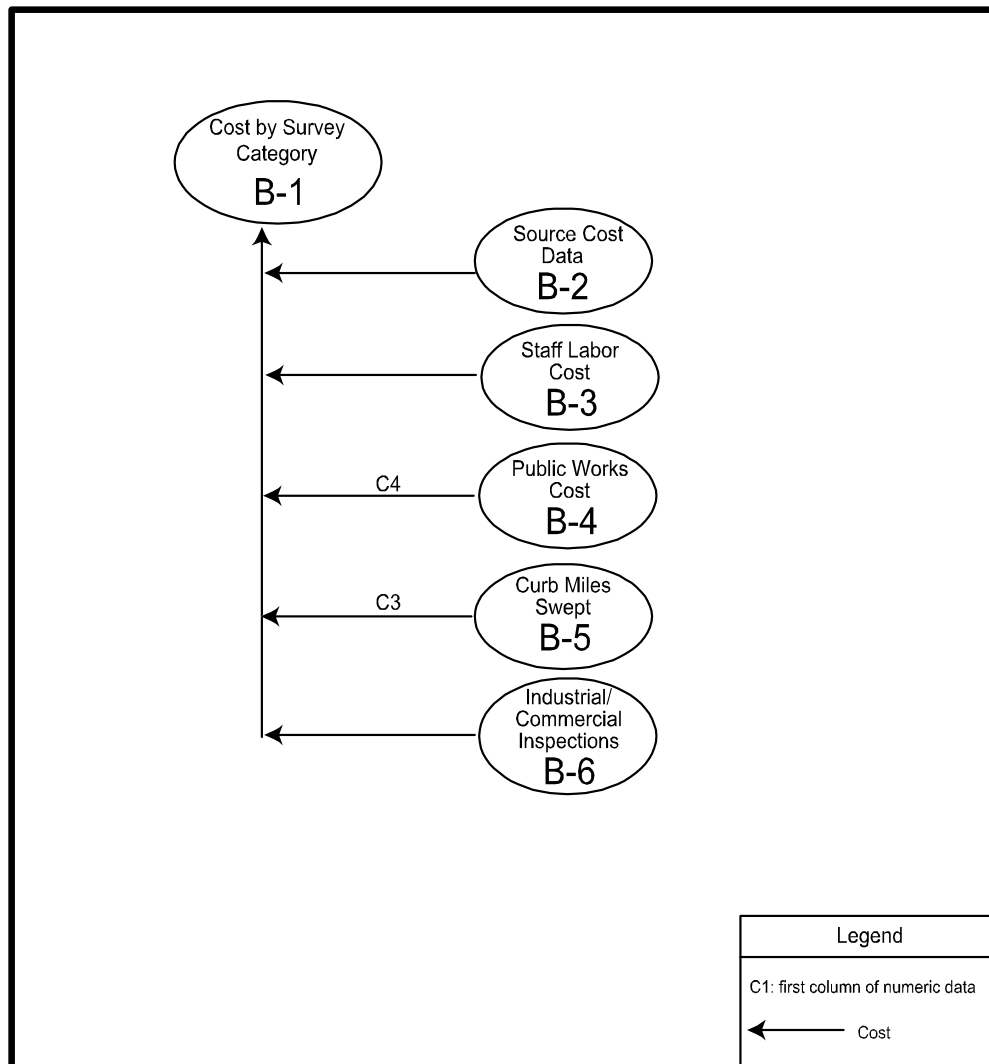 Cost by Survey
Category
B-1
Source Cost
Data
B-2
Staff Labor
Cost
B-3
C4
Public Works
Cost
B-4
C3
Curb Miles
Swept
B-5
Industrial/
Commercial
Inspections
B-6
Legend
C1: first column of numeric data
Cost